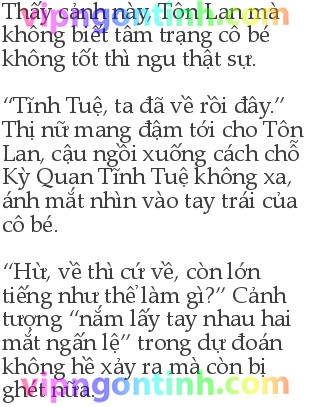 Thấy cảnh này, Tôn Lan mà
không biết tâm trạng cô bé
không tốt thì ngu thật sự.
“Tĩnh Tuệ, ta đã về rồi đây.”
Thị nữ mang đậm tới cho Tôn
Lan, cậu ngồi xuống cách chỗ
Kỳ Quan Tĩnh Tuệ không xa,
ánh mắt nhìn vào tay trái của
cô bé.
“Hừ, về thì cứ về, còn lớn
tiếng như thể làm gì?” Cảnh
tượng “nắm lấy tay nhau hai
mắt ngấn lệ” trong dự đoán
không hề xảy ra mà còn bị
ghét nữa.
vipngontinh.com
vipngontinh.com